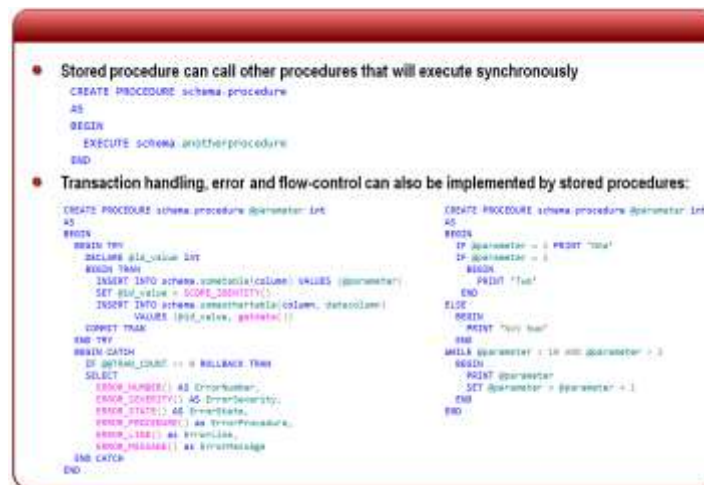 Stored procedure can call other procedures that will execute synchronously
CREATE PROCEDURE schema.procedure
AS
BEGIN
EXECUTE schema.anotherprocedure
END
Transaction handling, error and flow-control can also be implemented by stored procedures:
CREATE PROCEDURE schema.procedure @parameter int
AS
BEGIN
BEGIN TRY
DECLARE @id_value int
BEGIN TRAN
INSERT INTO schema.sometable(column) VALUES (@parameter)
SET @id_value = SCOPE_IDENTITY()
INSERT INTO schema.someothertable(column, datacolumn)
VALUES (@id_value, getdate())
COMMIT TRAN
END TRY
BEGIN CATCH
IF @@TRAN_COUNT 0 ROLLBACK TRAN
SELECT
ERROR_NUMBER() AS ErrorNumber,
ERROR_SEVERITY() AS ErrorSeverity,
ERROR_STATE() AS ErrorState,
ERROR_PROCEDURE() as ErrorProcedure,
ERROR_LINE() as ErrorLine,
ERROR_MESSAGE() as ErrorMessage
END CATCH
END
CREATE PROCEDURE schema.procedure @parameter int
AS
BEGIN
IF @parameter = PRINT "One"
IF @parameter =
BEGIN
PRINT "Two"
END
ELSE
BEGIN
PRINT
END
WHILE @parameter < 10 AND @parameter >
BEGIN
PRINT @parameter
SET @parameter = @parameter + 1
END
END